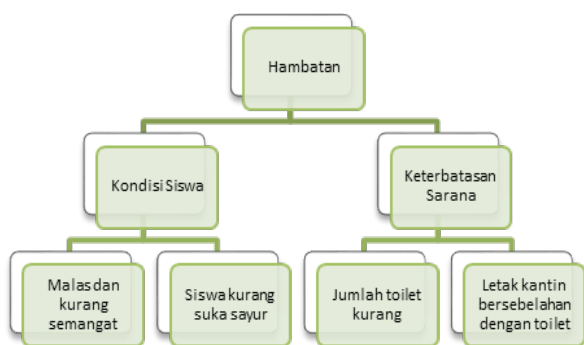 Hambatan
Kondisi Siswa
Keterbatasan
Sarana
Malas dan
kurang
semangat
Siswa kurang
suka sayur
Jumlah toilet
kurang
Letak kantin
bersebelahan
dengan toilet